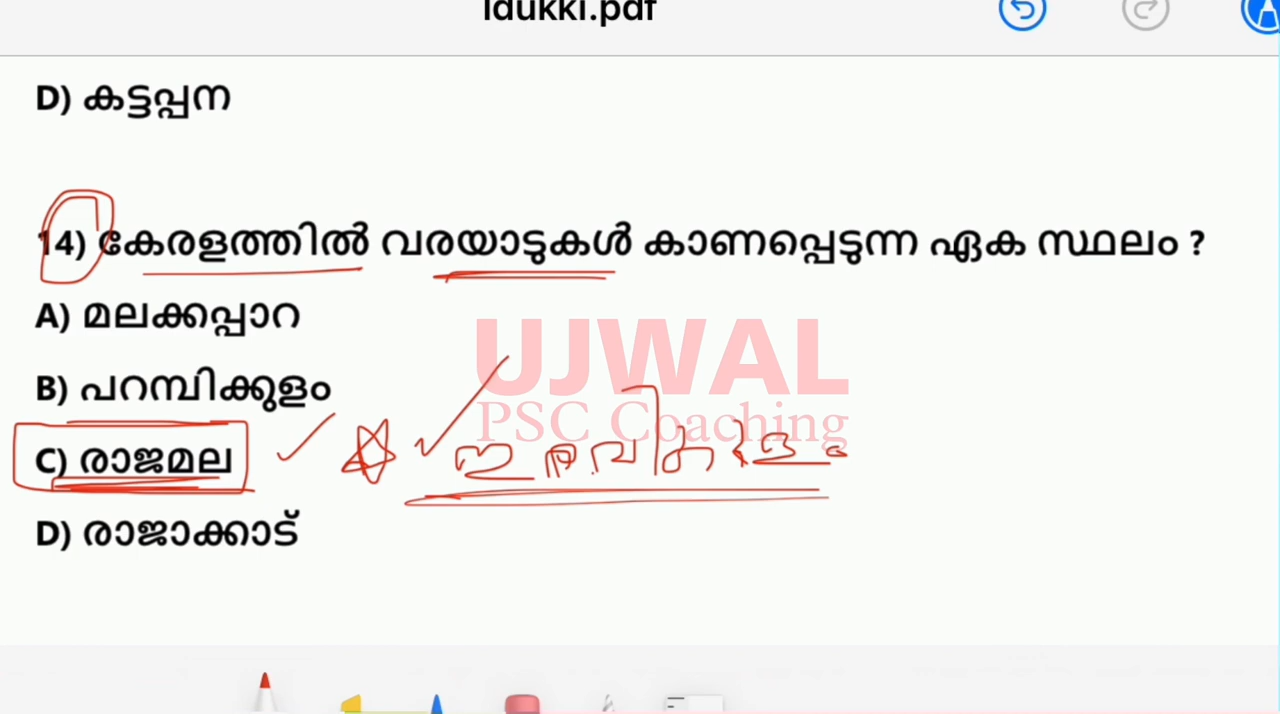 Idukki.pdf
D) കട്ടപ്പന
14) കേരളത്തിൽ വരയാടുകൾ കാണപ്പെടുന്ന ഏക സ്ഥലം ?
A) മലക്കപ്പാറ
B) പറമ്പിക്കുളം
C) രാജമല
ഇരവികുളം
D) രാജാക്കാട്
UJWAL
PSC Coaching